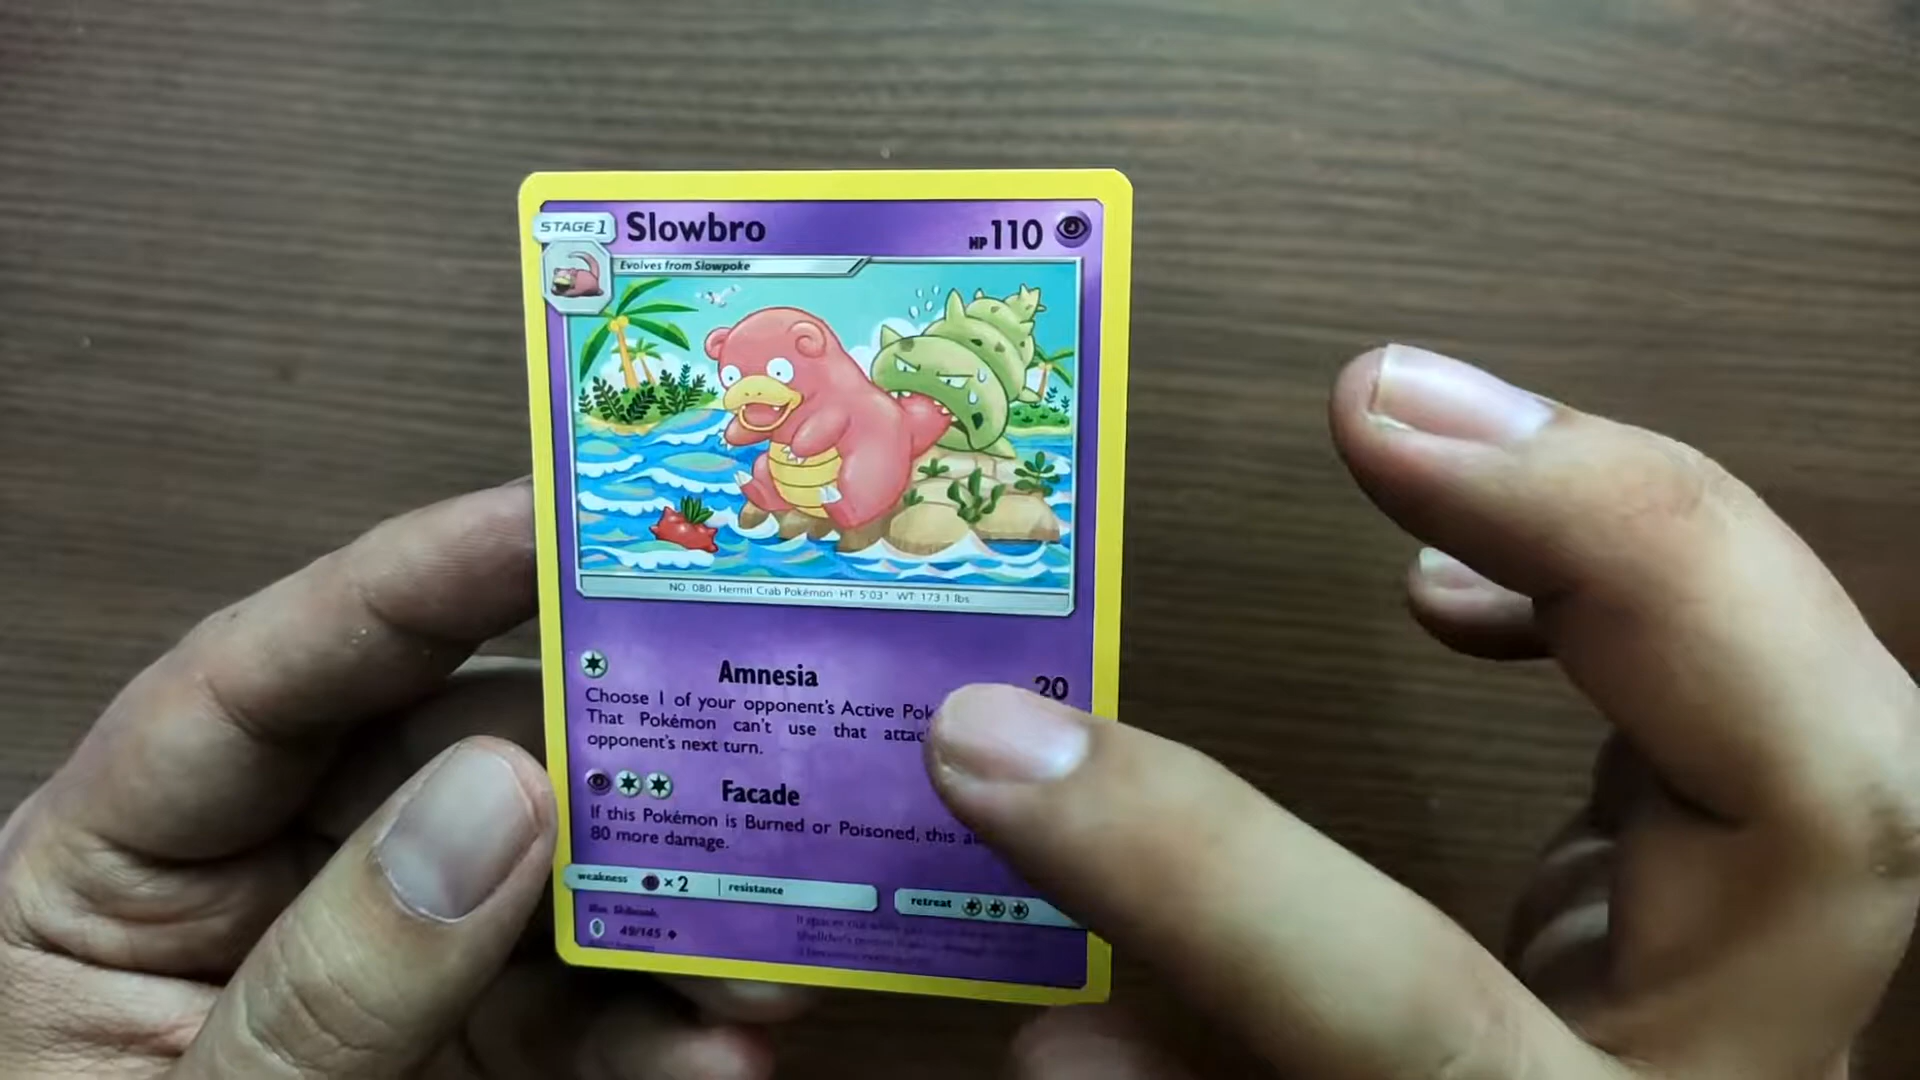 STAGE 1 Slowbro HP 110
Evolves from Slowpoke
NO. 080 Hermit Crab Pokémon HT 5'03" WT 173.1 lbs
Amnesia 20
Choose 1 of your opponent's Active
That Pokémon can't use that
opponent's next turn.
Facade
If this Pokémon is Burned or Poisoned, this
80 more damage.
weakness ×2 resistance retreat
Illus. Shibuzoh.
49/145